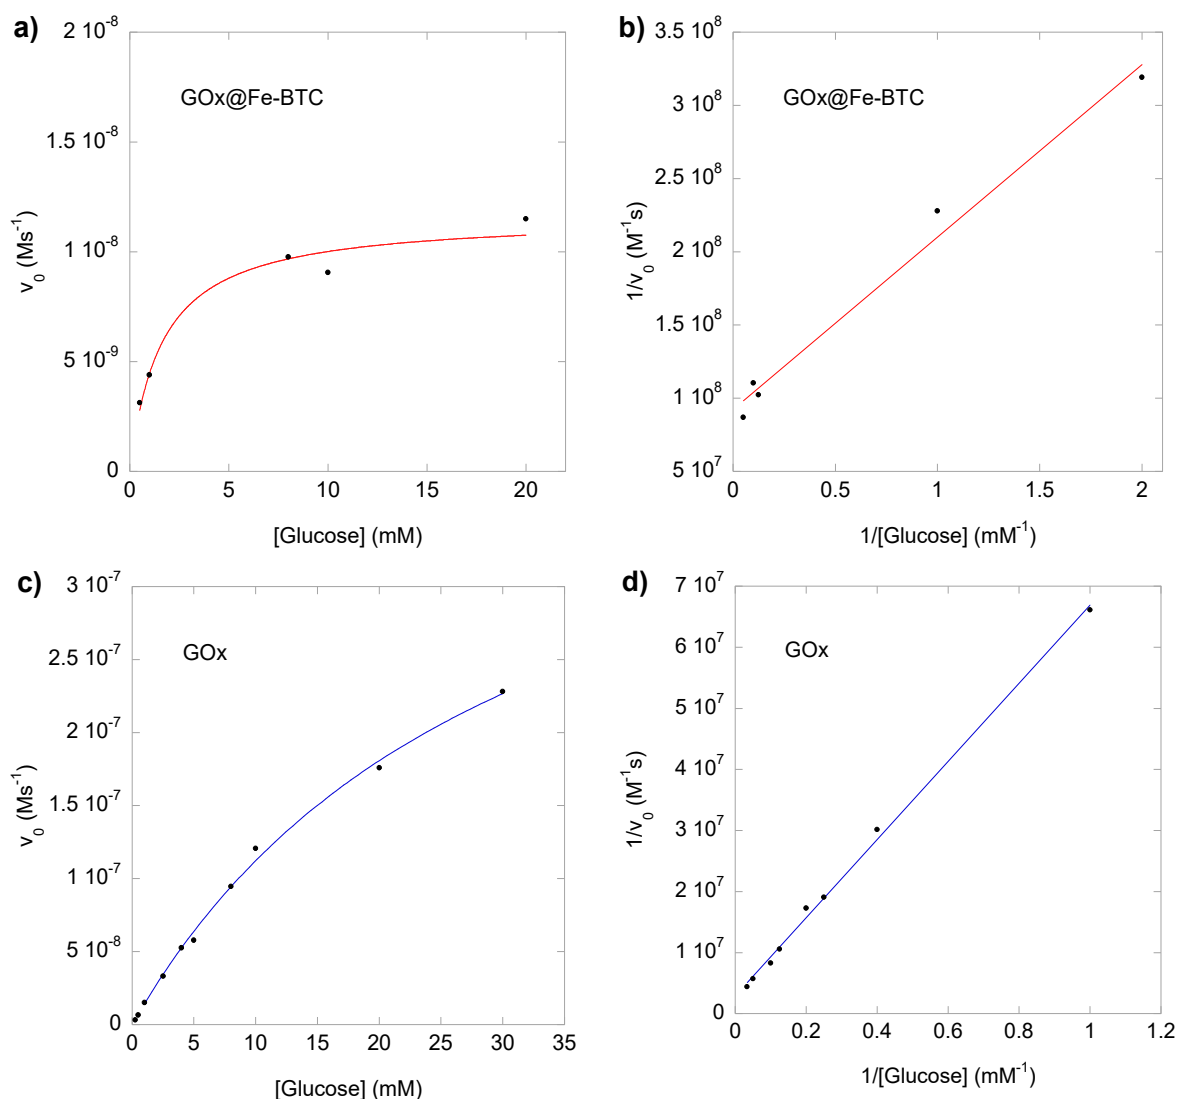 a)
GOx@Fe-BTC
2 10⁻⁸
1.5 10⁻⁸
1 10⁻⁸
5 10⁻⁹
0
v₀ (Ms⁻¹)
0 5 10 15 20
[Glucose] (mM)
b)
GOx@Fe-BTC
3 10⁸
2.5 10⁸
2 10⁸
1.5 10⁸
1 10⁸
5 10⁷
1/v₀ (M⁻¹s)
0 0.5 1 1.5 2
1/[Glucose] (mM⁻¹)
c)
GOx
3 10⁻⁷
2.5 10⁻⁷
2 10⁻⁷
1.5 10⁻⁷
1 10⁻⁷
5 10⁻⁸
0
v₀ (Ms⁻¹)
0 5 10 15 20 25 30 35
[Glucose] (mM)
d)
GOx
7 10⁷
6 10⁷
5 10⁷
4 10⁷
3 10⁷
2 10⁷
1 10⁷
0
1/v₀ (M⁻¹s)
0 0.2 0.4 0.6 0.8 1 1.2
1/[Glucose] (mM⁻¹)